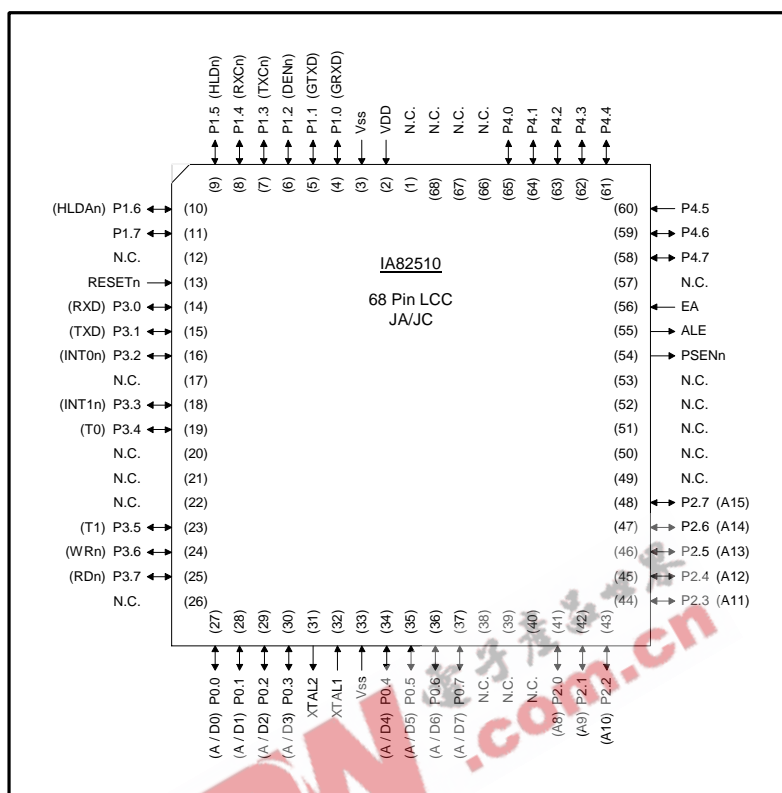 P1.5 (HLDn)
P1.4 (RXCn)
P1.3 (TXCn)
P1.2 (DENn)
P1.1 (GTXD)
P1.0 (GRXD)
Vss
VDD
N.C.
N.C.
N.C.
N.C.
P4.0
P4.1
P4.2
P4.3
P4.4
(9)
(8)
(7)
(6)
(5)
(4)
(3)
(2)
(1)
(68)
(67)
(66)
(65)
(64)
(63)
(62)
(61)
(HLDAn) P1.6 (10)
P1.7 (11)
N.C. (12)
RESETn (13)
(RXD) P3.0 (14)
(TXD) P3.1 (15)
(INT0n) P3.2 (16)
N.C. (17)
(INT1n) P3.3 (18)
(T0) P3.4 (19)
N.C. (20)
N.C. (21)
N.C. (22)
(T1) P3.5 (23)
(WRn) P3.6 (24)
(RDn) P3.7 (25)
N.C. (26)
IA82510
68 Pin LCC
JA/JC
(60) P4.5
(59) P4.6
(58) P4.7
(57) N.C.
(56) EA
(55) ALE
(54) PSENn
(53) N.C.
(52) N.C.
(51) N.C.
(50) N.C.
(49) N.C.
(48) P2.7 (A15)
(47) P2.6 (A14)
(46) P2.5 (A13)
(45) P2.4 (A12)
(44) P2.3 (A11)
(27)
(28)
(29)
(30)
(31)
(32)
(33)
(34)
(35)
(36)
(37)
(38)
(39)
(40)
(41)
(42)
(43)
(A / D0) P0.0
(A / D1) P0.1
(A / D2) P0.2
(A / D3) P0.3
XTAL2
XTAL1
Vss
(A / D4) P0.4
(A / D5) P0.5
(A / D6) P0.6
(A / D7) P0.7
N.C.
N.C.
N.C.
(A8) P2.0
(A9) P2.1
(A10) P2.2
電子產品世界
.com.cn